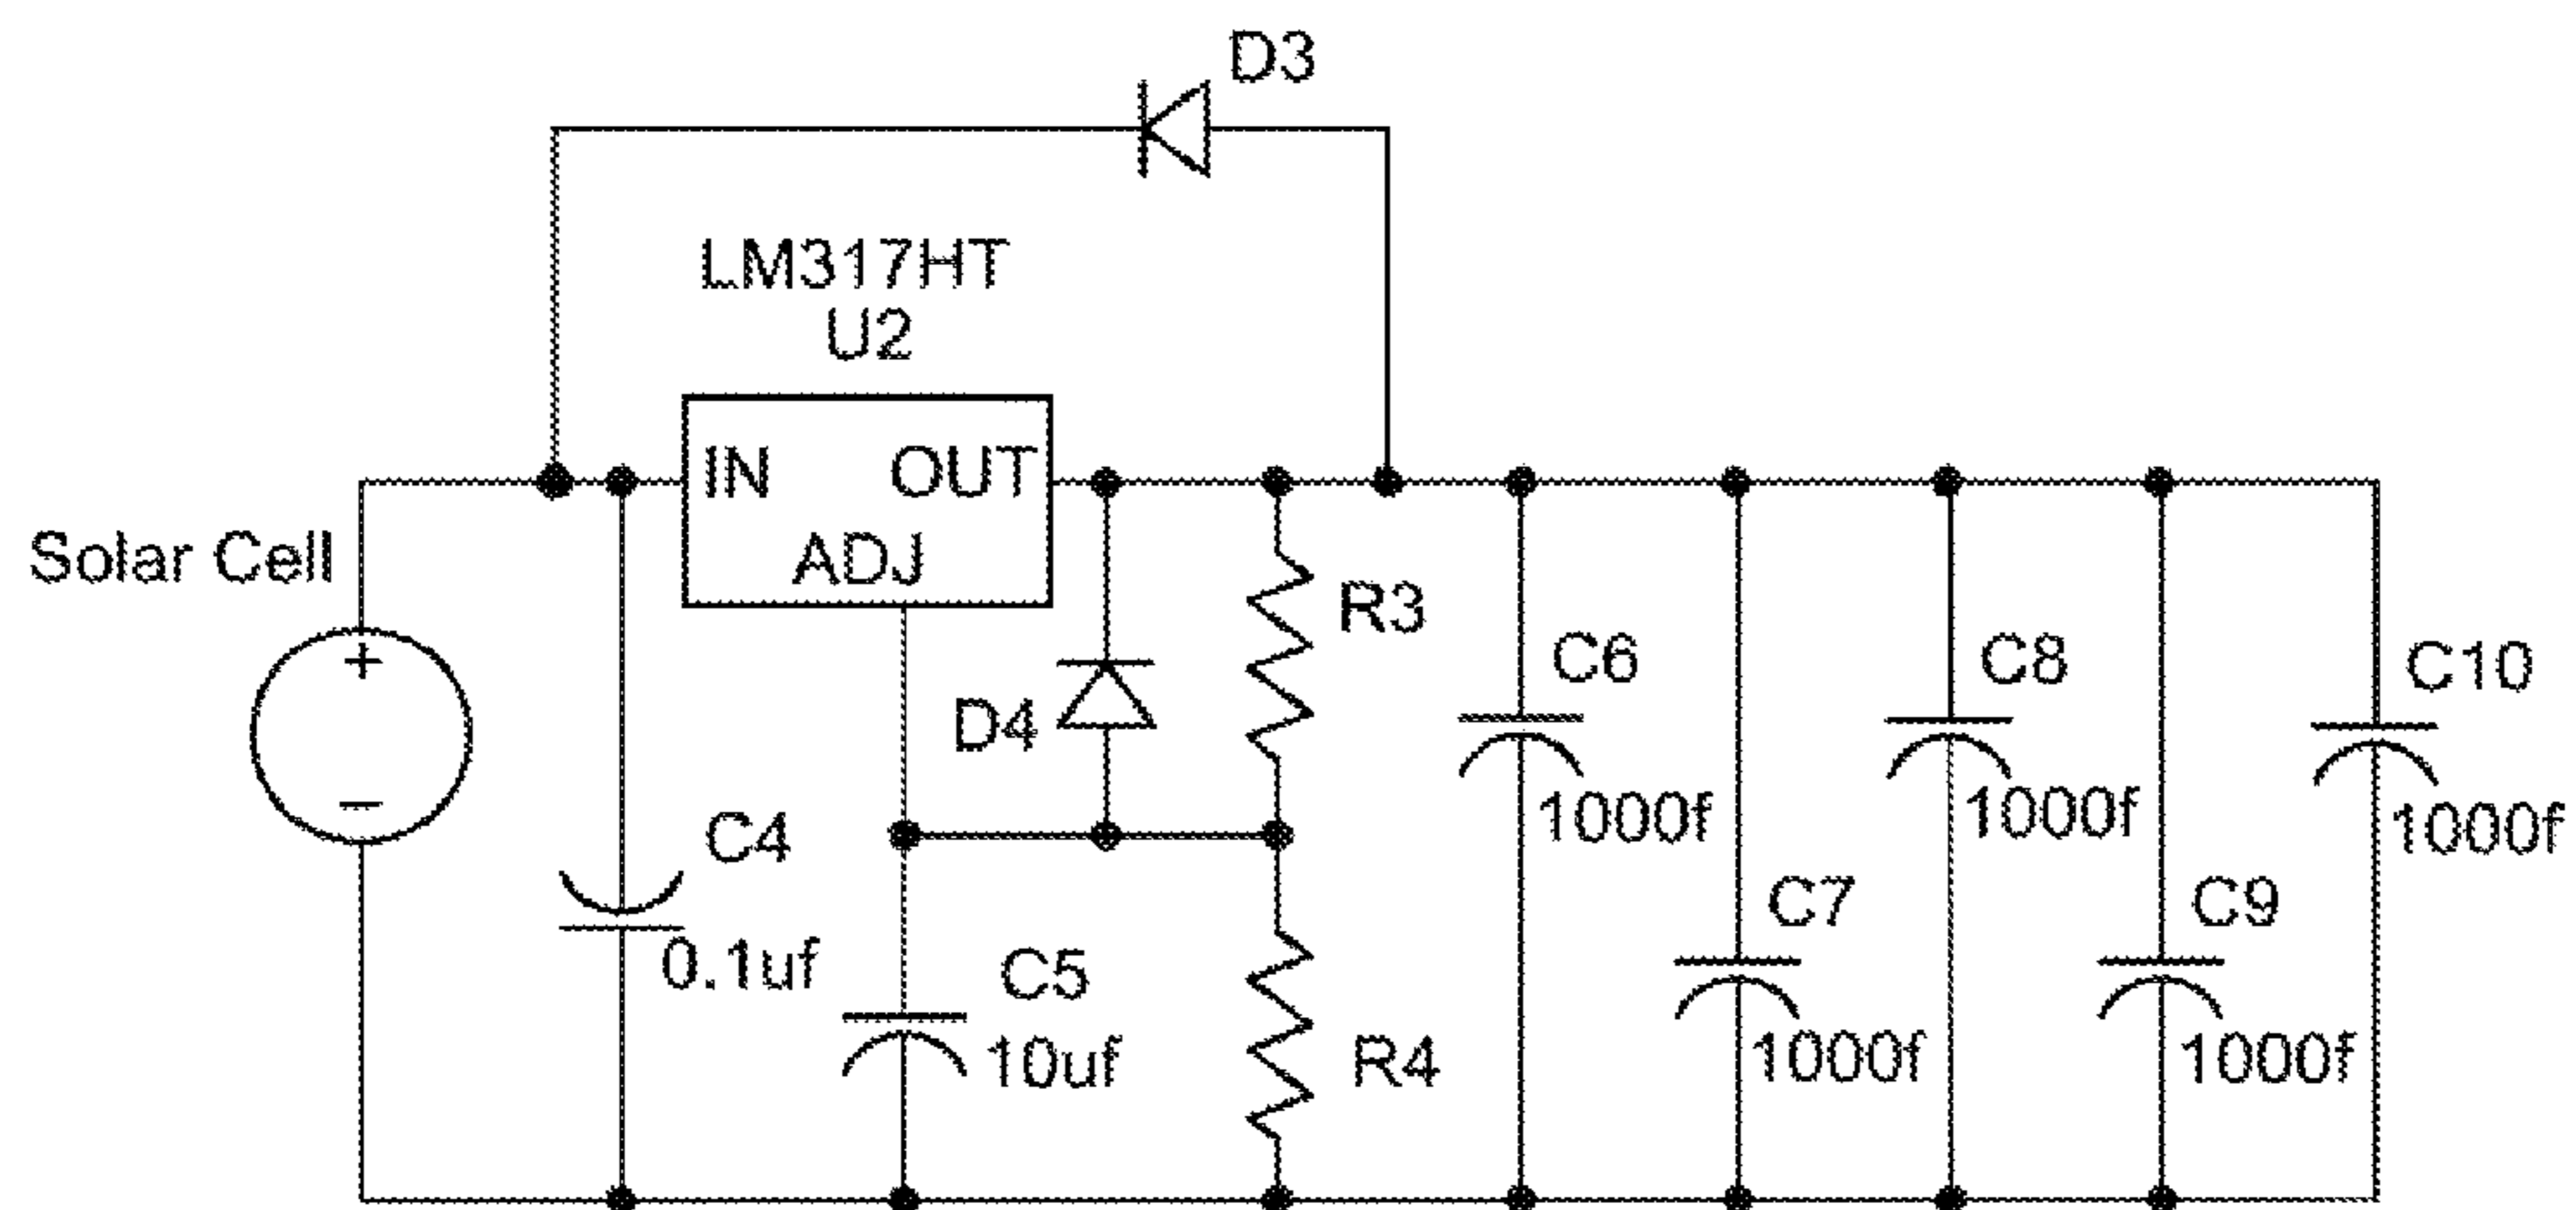 D3
LM317HT
U2
IN OUT
ADJ
Solar Cell
+
−
R3
D4
C4
0.1uf
C5
10uf
R4
C6
1000f
C7
1000f
C8
1000f
C9
1000f
C10
1000f